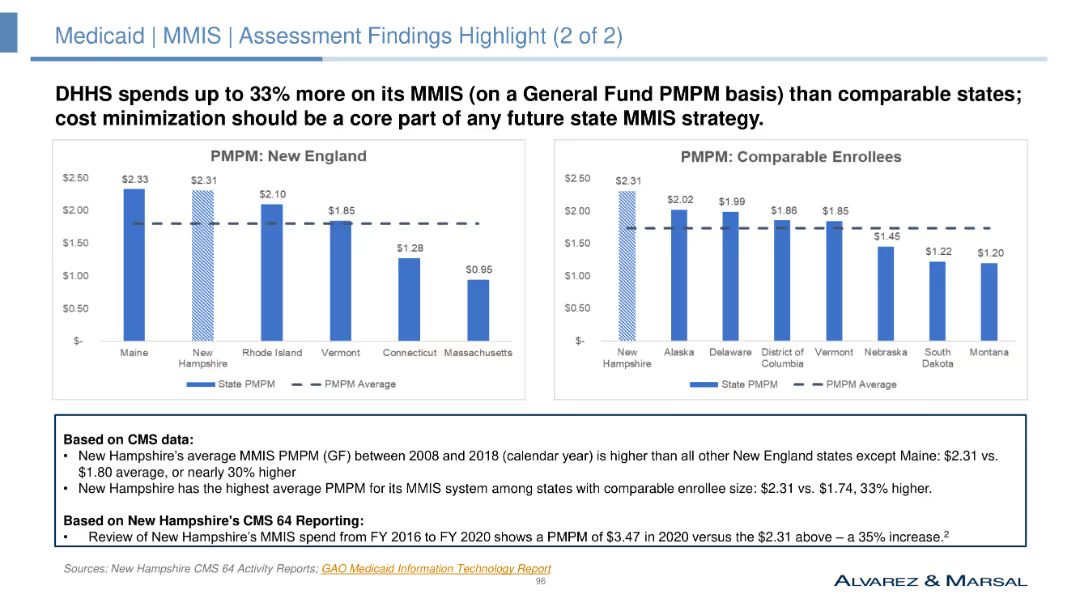 Medicaid | MMIS | Assessment Findings Highlight (2 of 2)
DHHS spends up to 33% more on its MMIS (on a General Fund PMPM basis) than comparable states;
cost minimization should be a core part of any future state MMIS strategy.
PMPM: New England
$2.50
$2.00
$1.50
$1.00
$0.50
$-
$2.33
$2.31
$2.10
$1.85
$1.28
$0.95
Maine
New
Hampshire
Rhode Island
Vermont
Connecticut
Massachusetts
State PMPM
PMPM Average
PMPM: Comparable Enrollees
$2.50
$2.00
$1.50
$1.00
$0.50
$-
$2.31
$2.02
$1.99
$1.86
$1.85
$1.45
$1.22
$1.20
New
Hampshire
Alaska
Delaware
District of
Columbia
Vermont
Nebraska
South
Dakota
Montana
State PMPM
PMPM Average
Based on CMS data:
• New Hampshire's average MMIS PMPM (GF) between 2008 and 2018 (calendar year) is higher than all other New England states except Maine: $2.31 vs.
$1.80 average, or nearly 30% higher
• New Hampshire has the highest average PMPM for its MMIS system among states with comparable enrollee size: $2.31 vs. $1.74, 33% higher.
Based on New Hampshire's CMS 64 Reporting:
• Review of New Hampshire's MMIS spend from FY 2016 to FY 2020 shows a PMPM of $3.47 in 2020 versus the $2.31 above – a 35% increase.²
Sources: New Hampshire CMS 64 Activity Reports; GAO Medicaid Information Technology Report
96
ALVAREZ & MARSAL